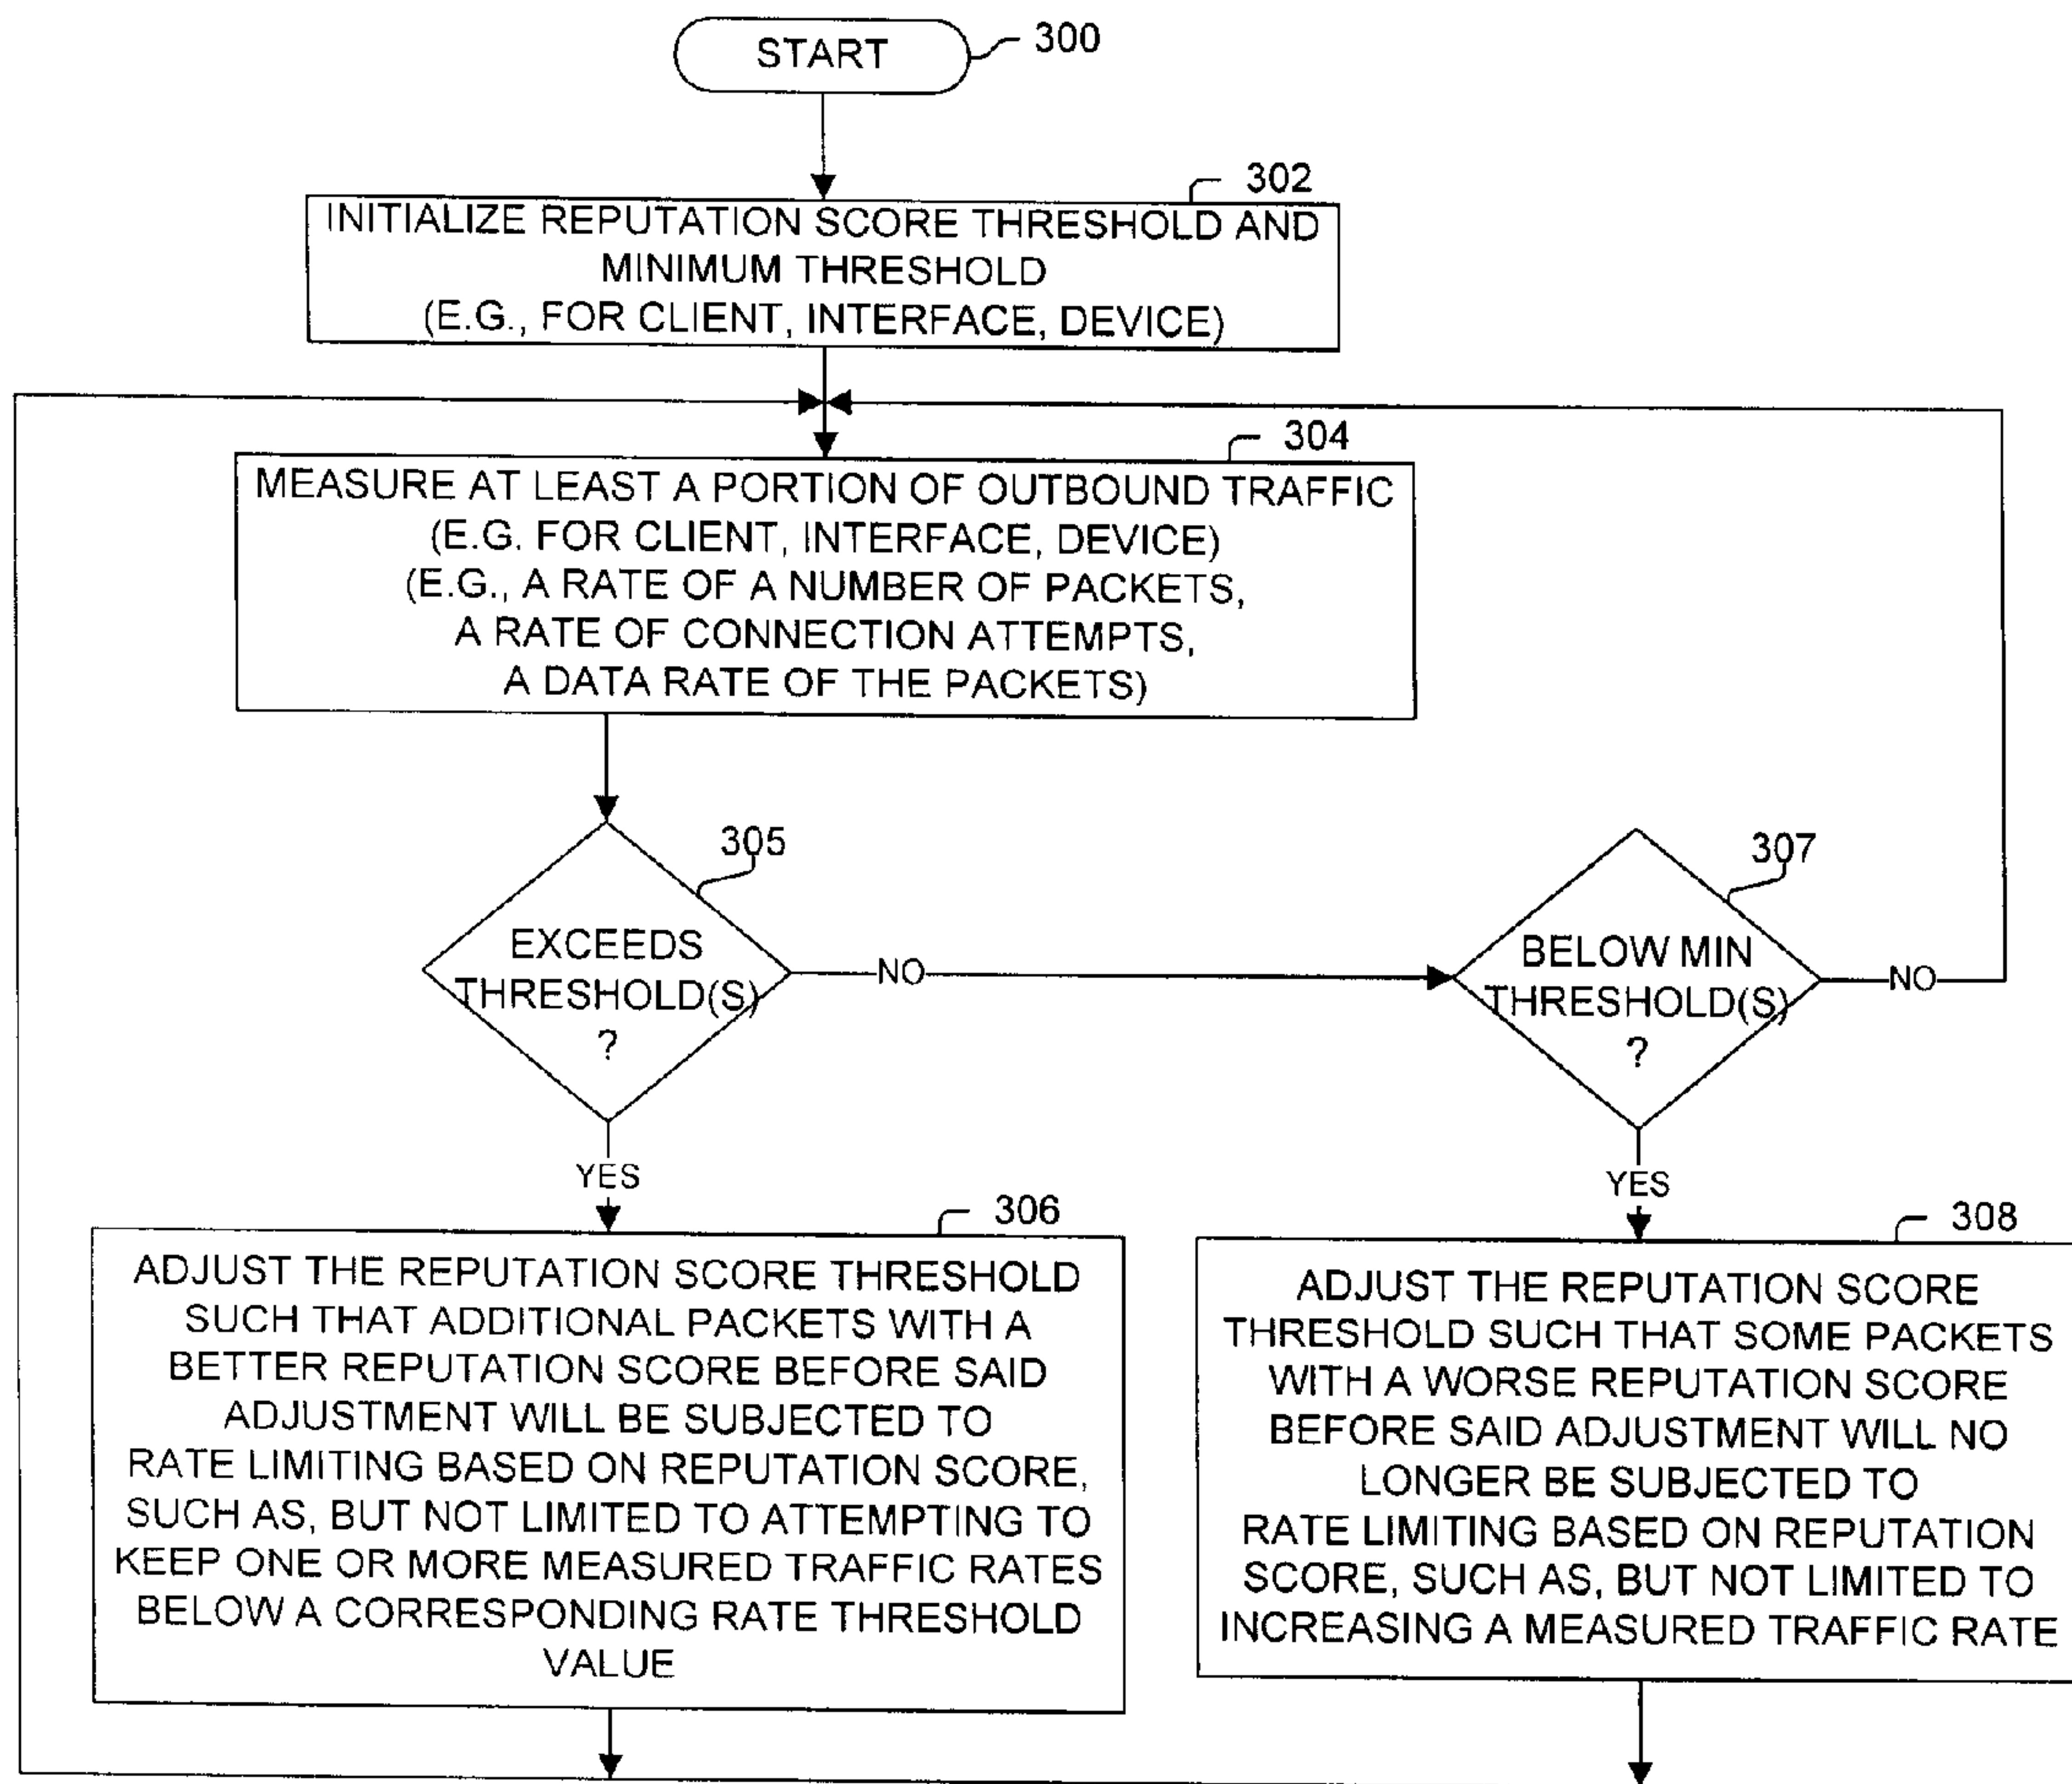 START
300
302
INITIALIZE REPUTATION SCORE THRESHOLD AND
MINIMUM THRESHOLD
(E.G., FOR CLIENT, INTERFACE, DEVICE)
304
MEASURE AT LEAST A PORTION OF OUTBOUND TRAFFIC
(E.G. FOR CLIENT, INTERFACE, DEVICE)
(E.G., A RATE OF A NUMBER OF PACKETS,
A RATE OF CONNECTION ATTEMPTS,
A DATA RATE OF THE PACKETS)
305
EXCEEDS
THRESHOLD(S)
?
NO
307
BELOW MIN
THRESHOLD(S)
?
NO
YES
YES
306
ADJUST THE REPUTATION SCORE THRESHOLD
SUCH THAT ADDITIONAL PACKETS WITH A
BETTER REPUTATION SCORE BEFORE SAID
ADJUSTMENT WILL BE SUBJECTED TO
RATE LIMITING BASED ON REPUTATION SCORE,
SUCH AS, BUT NOT LIMITED TO ATTEMPTING TO
KEEP ONE OR MORE MEASURED TRAFFIC RATES
BELOW A CORRESPONDING RATE THRESHOLD
VALUE
308
ADJUST THE REPUTATION SCORE
THRESHOLD SUCH THAT SOME PACKETS
WITH A WORSE REPUTATION SCORE
BEFORE SAID ADJUSTMENT WILL NO
LONGER BE SUBJECTED TO
RATE LIMITING BASED ON REPUTATION
SCORE, SUCH AS, BUT NOT LIMITED TO
INCREASING A MEASURED TRAFFIC RATE